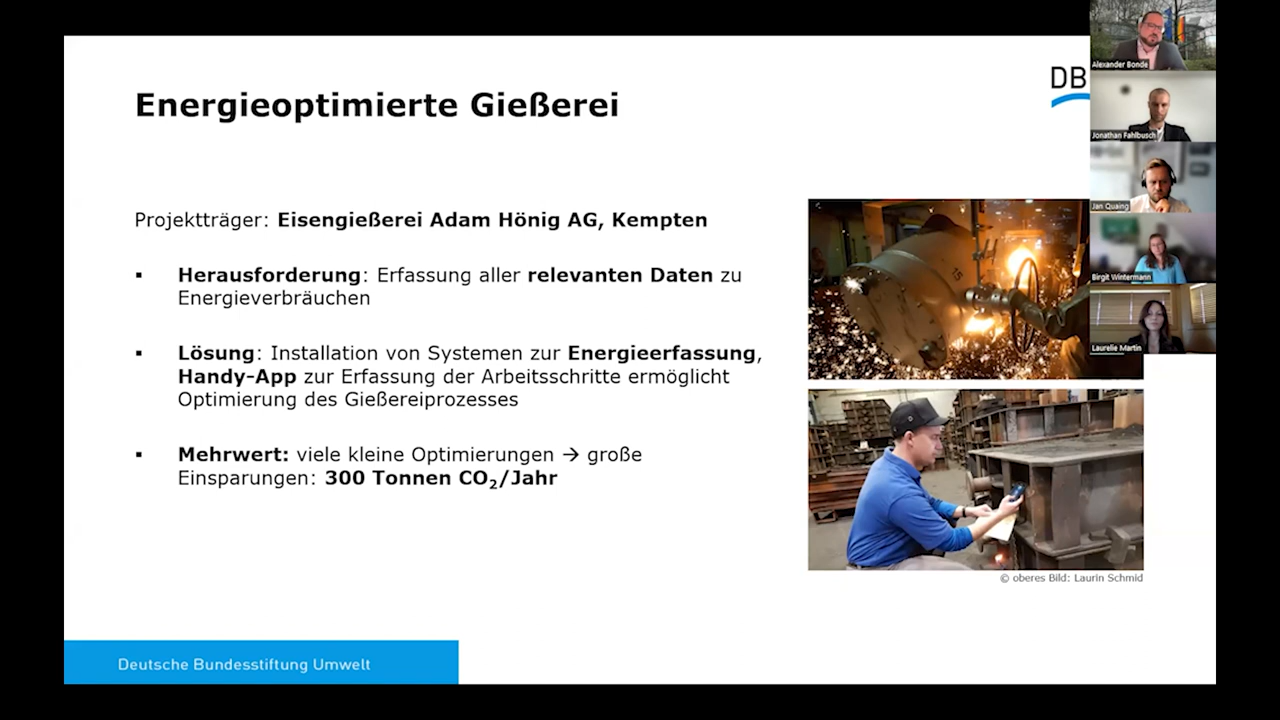 Energieoptimierte Gießerei
DB
Projektträger: Eisengießerei Adam Hönig AG, Kempten
▪ Herausforderung: Erfassung aller relevanten Daten zu
Energieverbräuchen
▪ Lösung: Installation von Systemen zur Energieerfassung,
Handy-App zur Erfassung der Arbeitsschritte ermöglicht
Optimierung des Gießereiprozesses
▪ Mehrwert: viele kleine Optimierungen → große
Einsparungen: 300 Tonnen CO₂/Jahr
© oberes Bild: Laurin Schmid
Deutsche Bundesstiftung Umwelt
Alexander Bonde
Jonathan Fahlbusch
Jan Quaing
Birgit Wintermann
Laurelie Martin